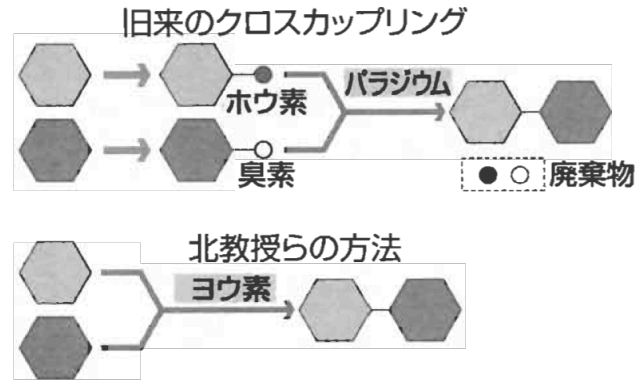 旧来のクロスカップリング
ホウ素
パラジウム
臭素
廃棄物
北教授らの方法
ヨウ素